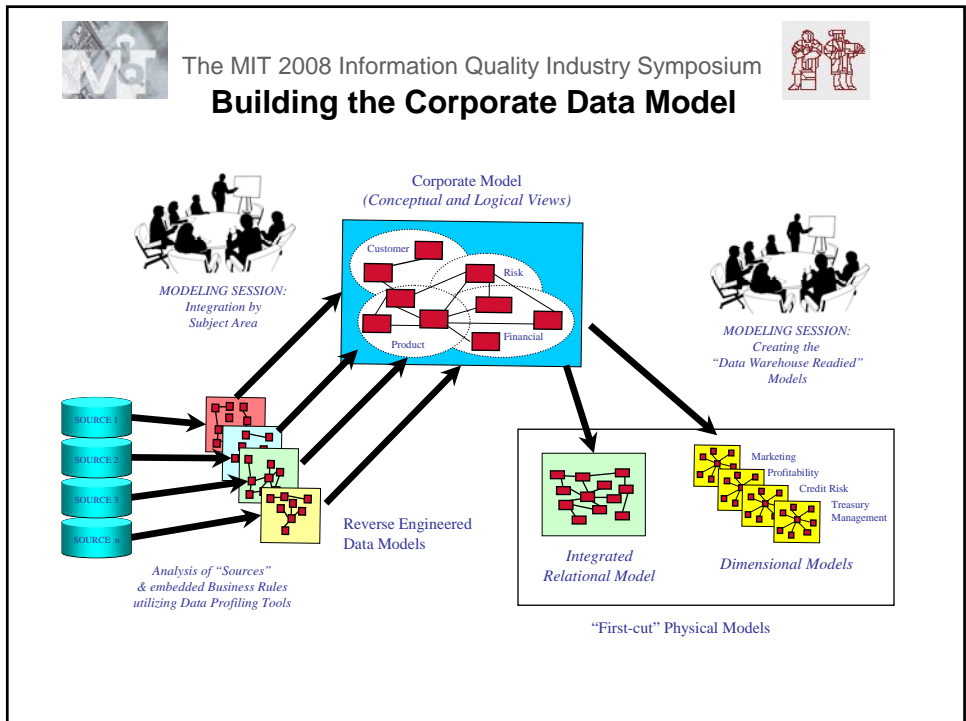 The MIT 2008 Information Quality Industry Symposium
Building the Corporate Data Model
Corporate Model
(Conceptual and Logical Views)
Customer
Risk
Product
Financial
MODELING SESSION:
Integration by
Subject Area
MODELING SESSION:
Creating the
“Data Warehouse Readied”
Models
SOURCE 1
SOURCE 2
SOURCE 3
SOURCE n
Reverse Engineered
Data Models
Analysis of “Sources”
& embedded Business Rules
utilizing Data Profiling Tools
Integrated
Relational Model
Marketing
Profitability
Credit Risk
Treasury
Management
Dimensional Models
“First-cut” Physical Models